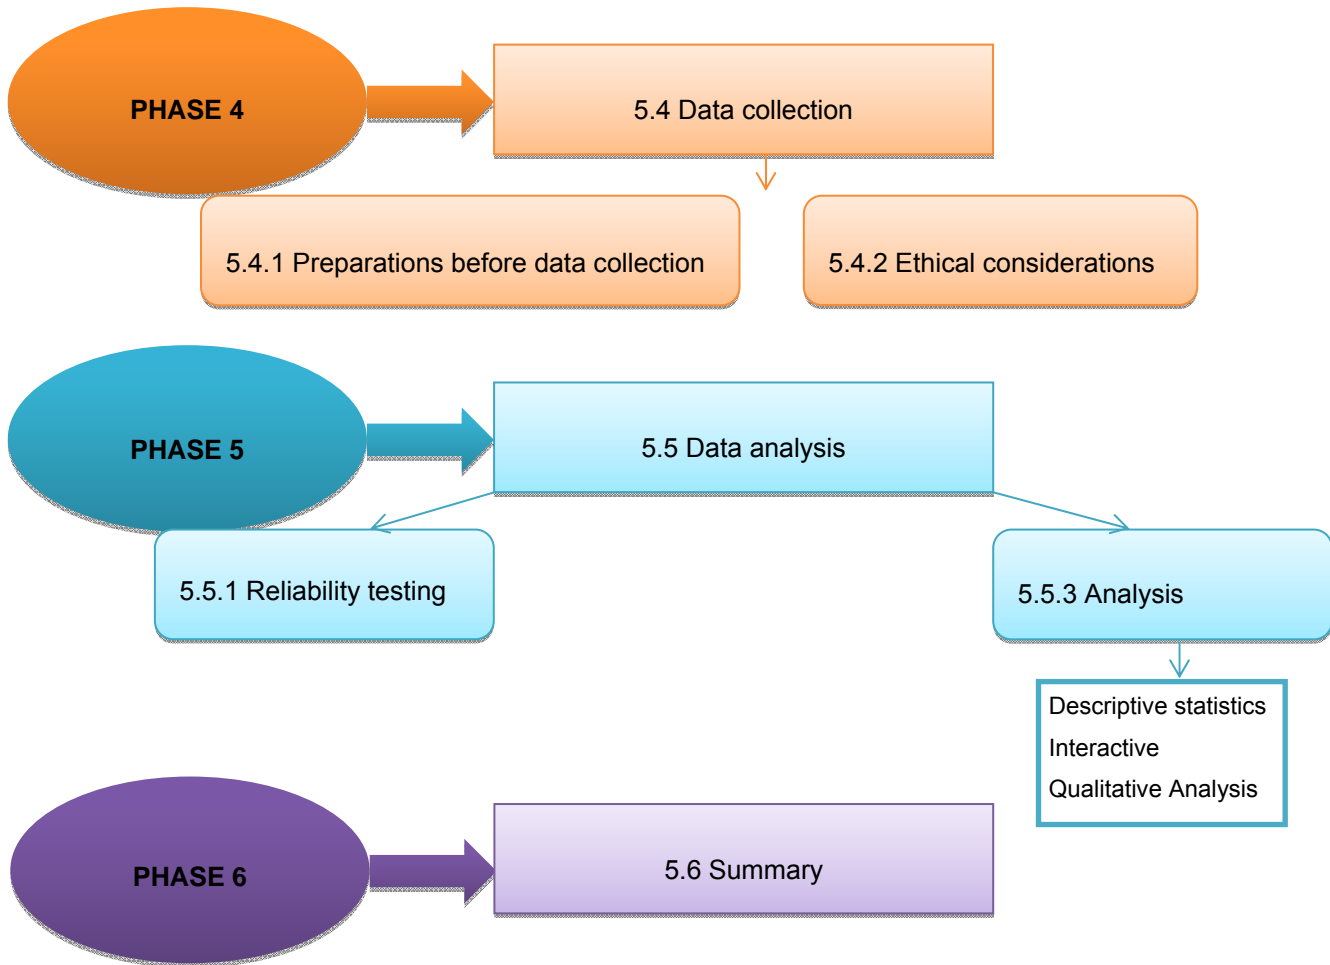 PHASE 4
5.4 Data collection
5.4.1 Preparations before data collection
5.4.2 Ethical considerations
PHASE 5
5.5 Data analysis
5.5.1 Reliability testing
5.5.3 Analysis
Descriptive statistics
Interactive
Qualitative Analysis
PHASE 6
5.6 Summary